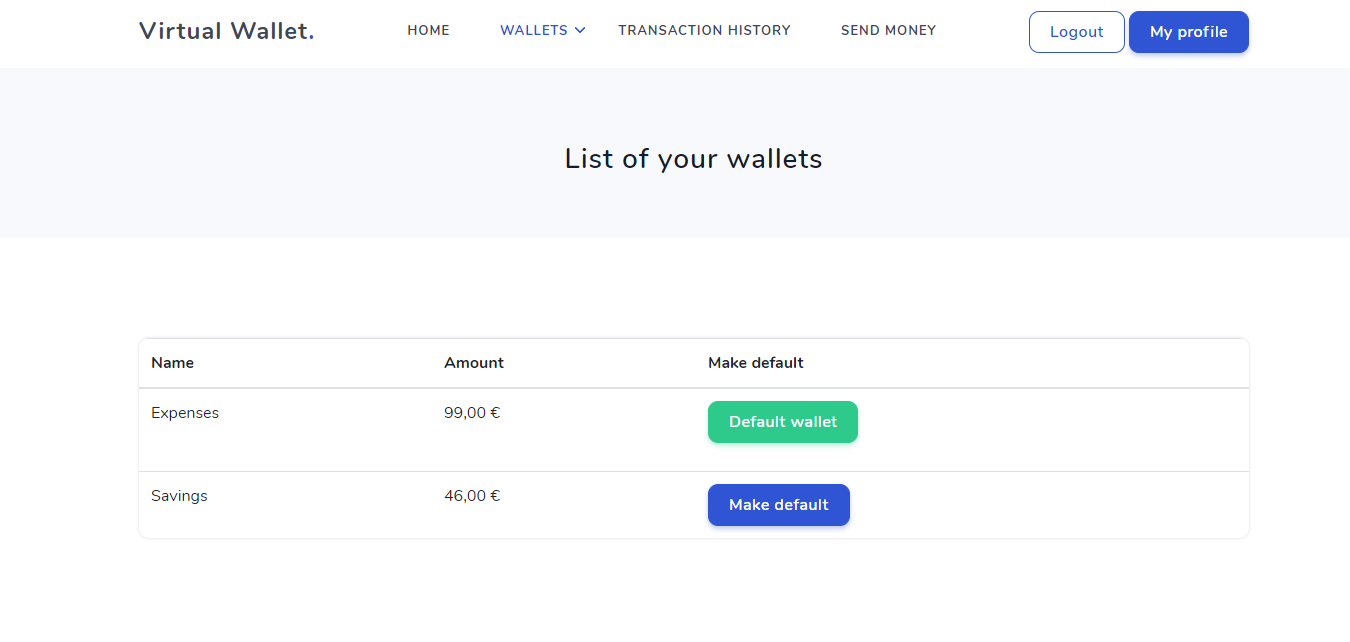 Virtual Wallet.
HOME
WALLETS
TRANSACTION HISTORY
SEND MONEY
Logout
My profile
List of your wallets
Name Amount Make default
Expenses 99,00 € Default wallet
Savings 46,00 € Make default